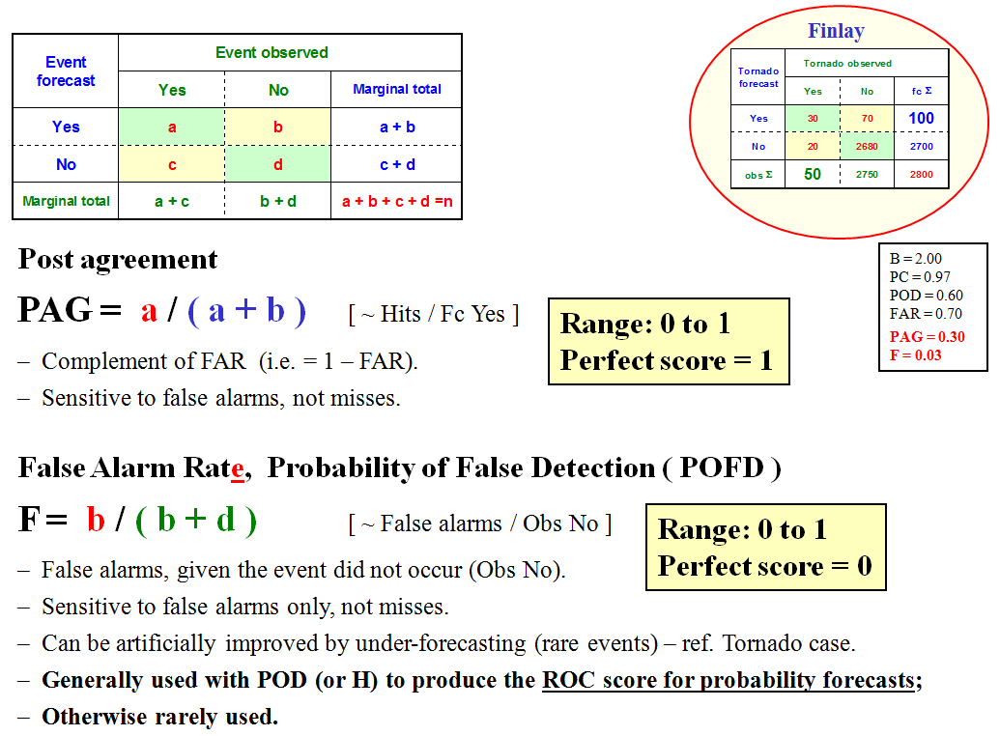 Event forecast
Event observed
Yes No Marginal total
Yes a b a + b
No c d c + d
Marginal total a + c b + d a + b + c + d =n
Finlay
Tornado forecast
Tornado observed
Yes No fc Σ
Yes 30 70 100
No 20 2680 2700
obs Σ 50 2750 2800
Post agreement
PAG = a / ( a + b ) [ ~ Hits / Fc Yes ]
– Complement of FAR (i.e. = 1 – FAR).
– Sensitive to false alarms, not misses.
Range: 0 to 1
Perfect score = 1
B = 2.00
PC = 0.97
POD = 0.60
FAR = 0.70
PAG = 0.30
F = 0.03
False Alarm Rate, Probability of False Detection ( POFD )
F = b / ( b + d ) [ ~ False alarms / Obs No ]
Range: 0 to 1
Perfect score = 0
– False alarms, given the event did not occur (Obs No).
– Sensitive to false alarms only, not misses.
– Can be artificially improved by under-forecasting (rare events) – ref. Tornado case.
– Generally used with POD (or H) to produce the ROC score for probability forecasts;
– Otherwise rarely used.